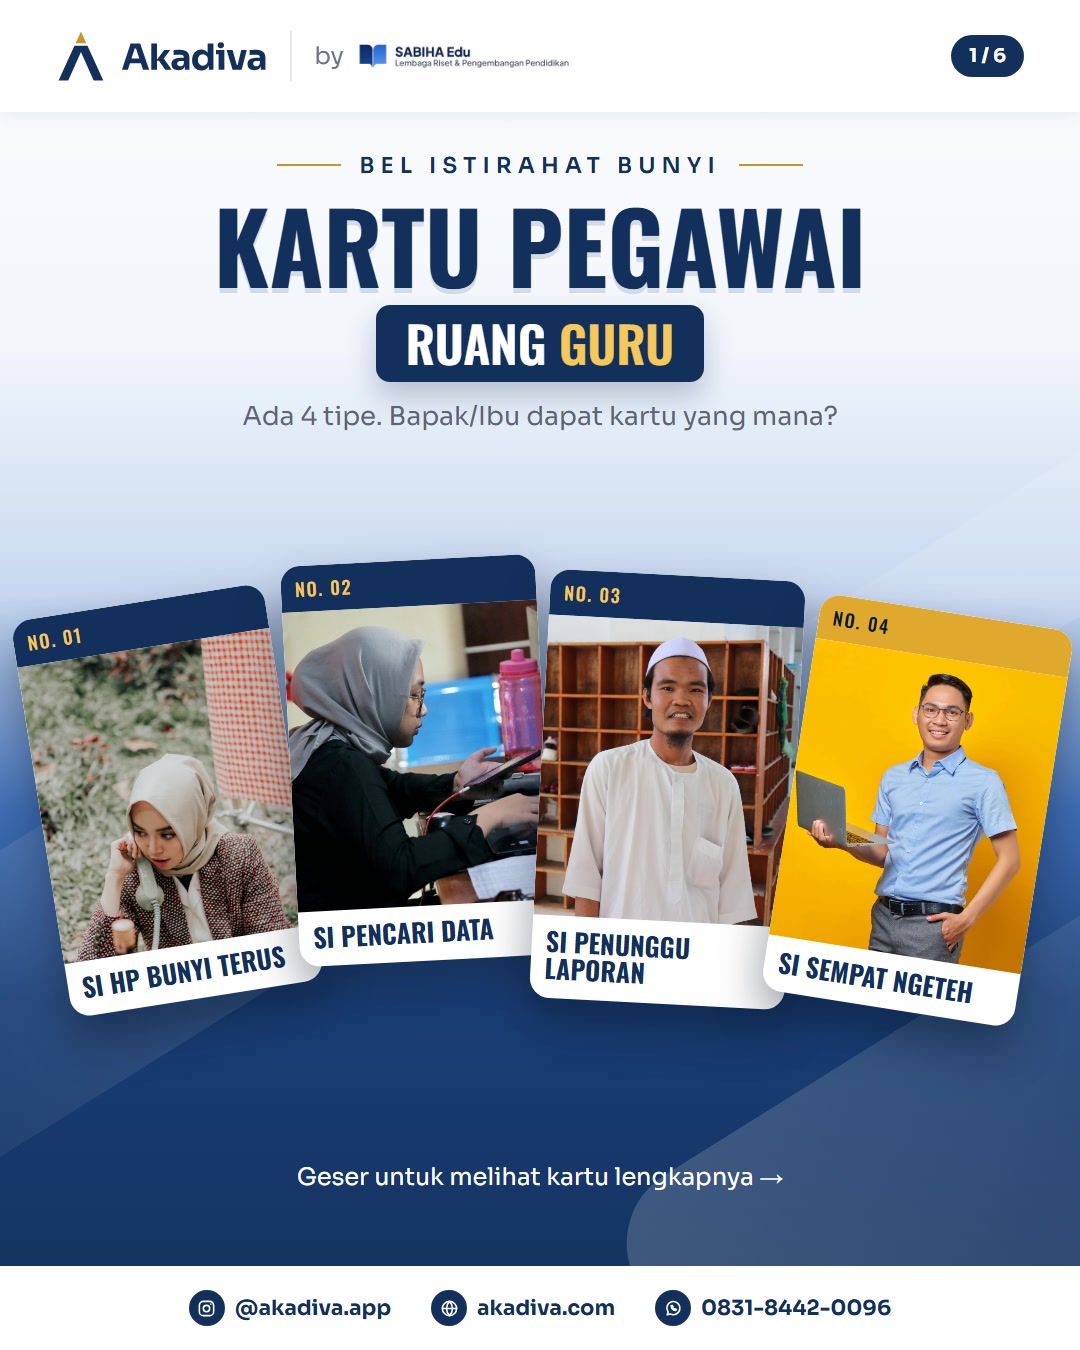 Akadiva
by
SABIHA Edu
Lembaga Riset & Pengembangan Pendidikan
1/6
BEL ISTIRAHAT BUNYI
KARTU PEGAWAI
RUANG GURU
Ada 4 tipe. Bapak/Ibu dapat kartu yang mana?
NO. 01
SI HP BUNYI TERUS
NO. 02
SI PENCARI DATA
NO. 03
SI PENUNGGU
LAPORAN
NO. 04
SI SEMPAT NGETEH
Geser untuk melihat kartu lengkapnya →
@akadiva.app
akadiva.com
0831-8442-0096